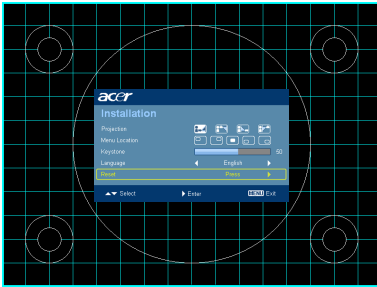 acer
Installation
Projection
Menu Location
Keystone 50
Language English
Reset Press
Select Enter MENU Exit